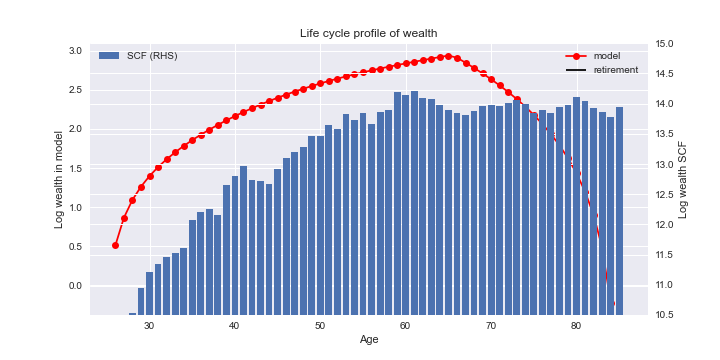 Life cycle profile of wealth
SCF (RHS)
model
retirement
Log wealth in model
3.0
2.5
2.0
1.5
1.0
0.5
0.0
15.0
14.5
14.0
13.5
13.0
12.5
12.0
11.5
11.0
10.5
Log wealth SCF
30 40 50 60 70 80
Age